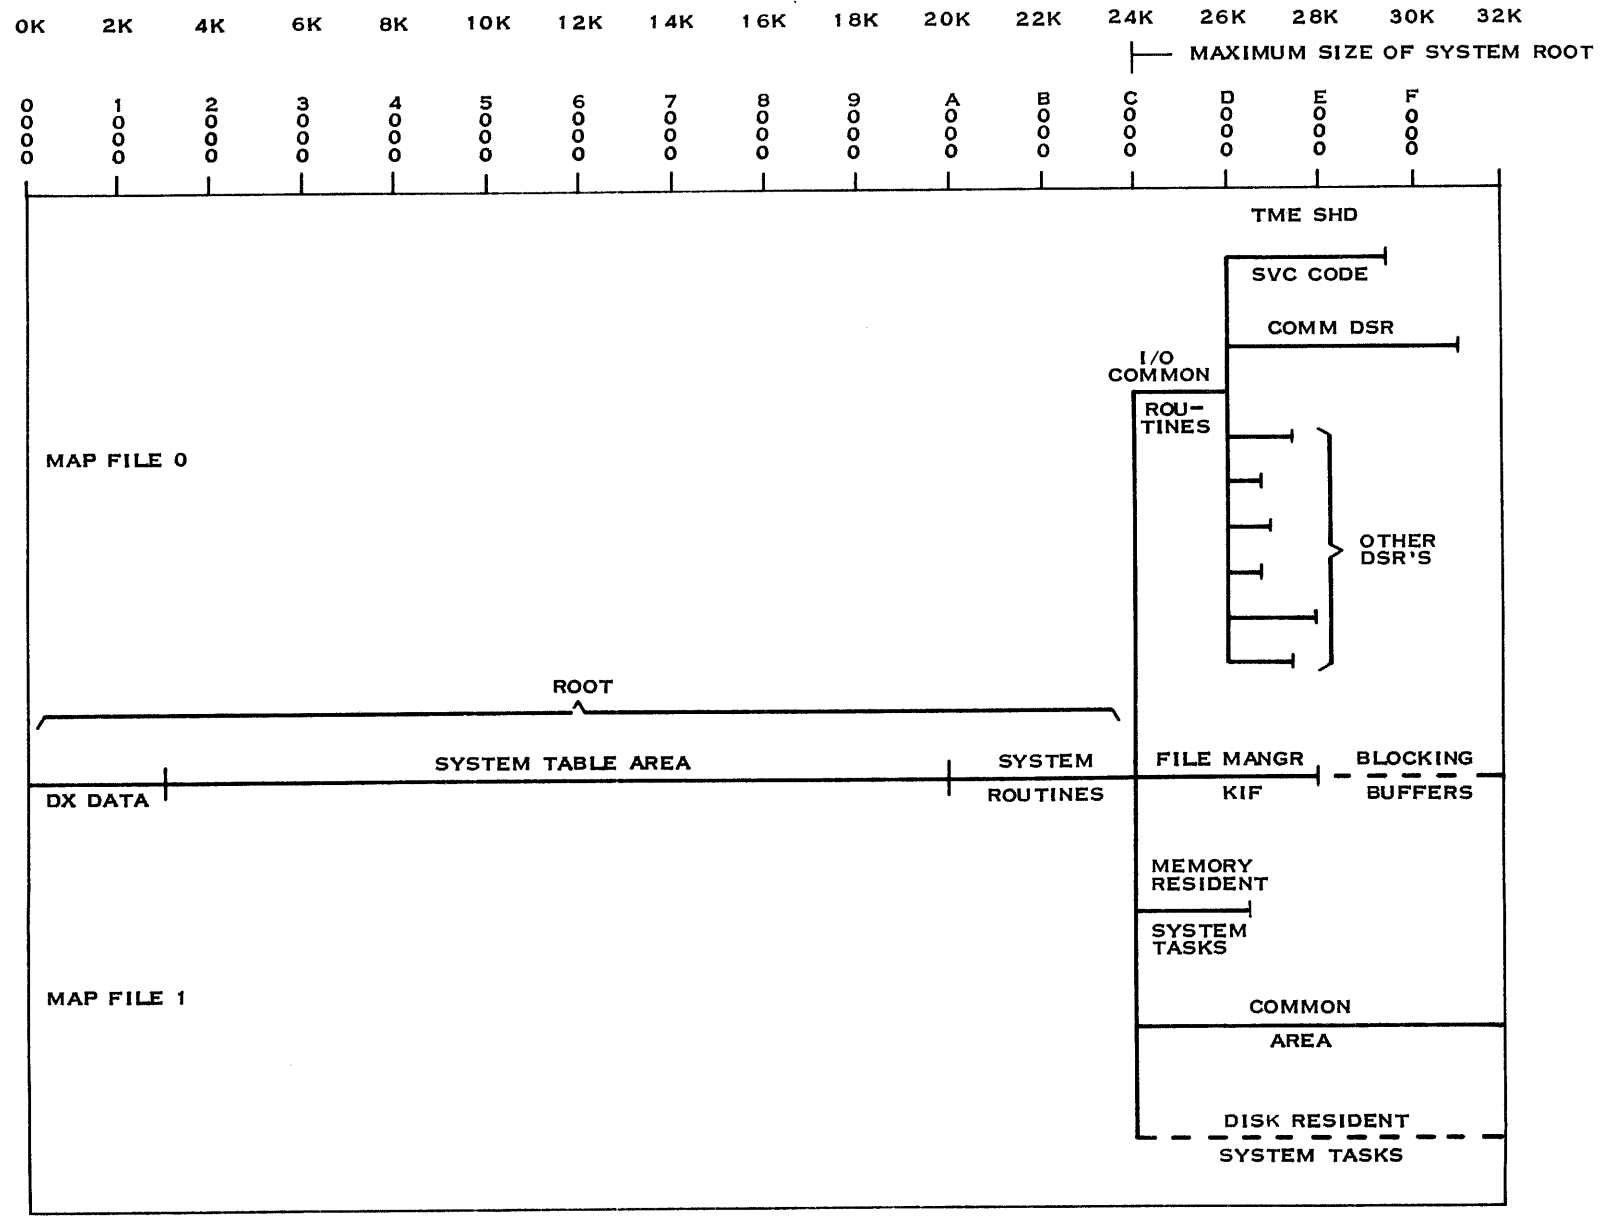 0K 2K 4K 6K 8K 10K 12K 14K 16K 18K 20K 22K 24K 26K 28K 30K 32K
MAXIMUM SIZE OF SYSTEM ROOT
0000 1000 2000 3000 4000 5000 6000 7000 8000 9000 A000 B000 C000 D000 E000 F000
TME SHD
SVC CODE
COMM DSR
I/O
COMMON
ROU-
TINES
MAP FILE 0
OTHER
DSR'S
ROOT
SYSTEM TABLE AREA
SYSTEM
FILE MANGR
BLOCKING
DX DATA
ROUTINES
KIF
BUFFERS
MEMORY
RESIDENT
SYSTEM
TASKS
MAP FILE 1
COMMON
AREA
DISK RESIDENT
SYSTEM TASKS